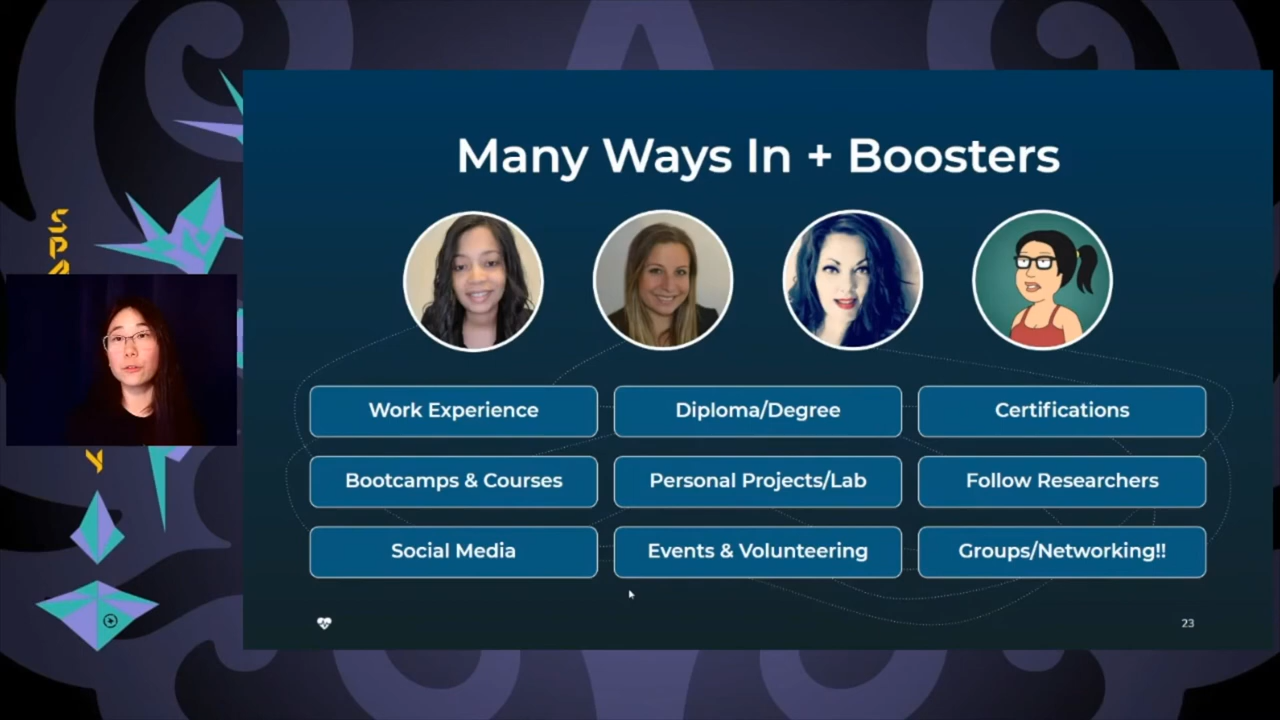 Many Ways In + Boosters
Work Experience
Diploma/Degree
Certifications
Bootcamps & Courses
Personal Projects/Lab
Follow Researchers
Social Media
Events & Volunteering
Groups/Networking!!
23